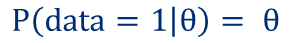 P(data = 1|θ) = θ